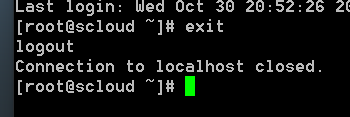 Last login: Wed Oct 30 20:52:26 20
[root@scloud ~]# exit
logout
Connection to localhost closed.
[root@scloud ~]#